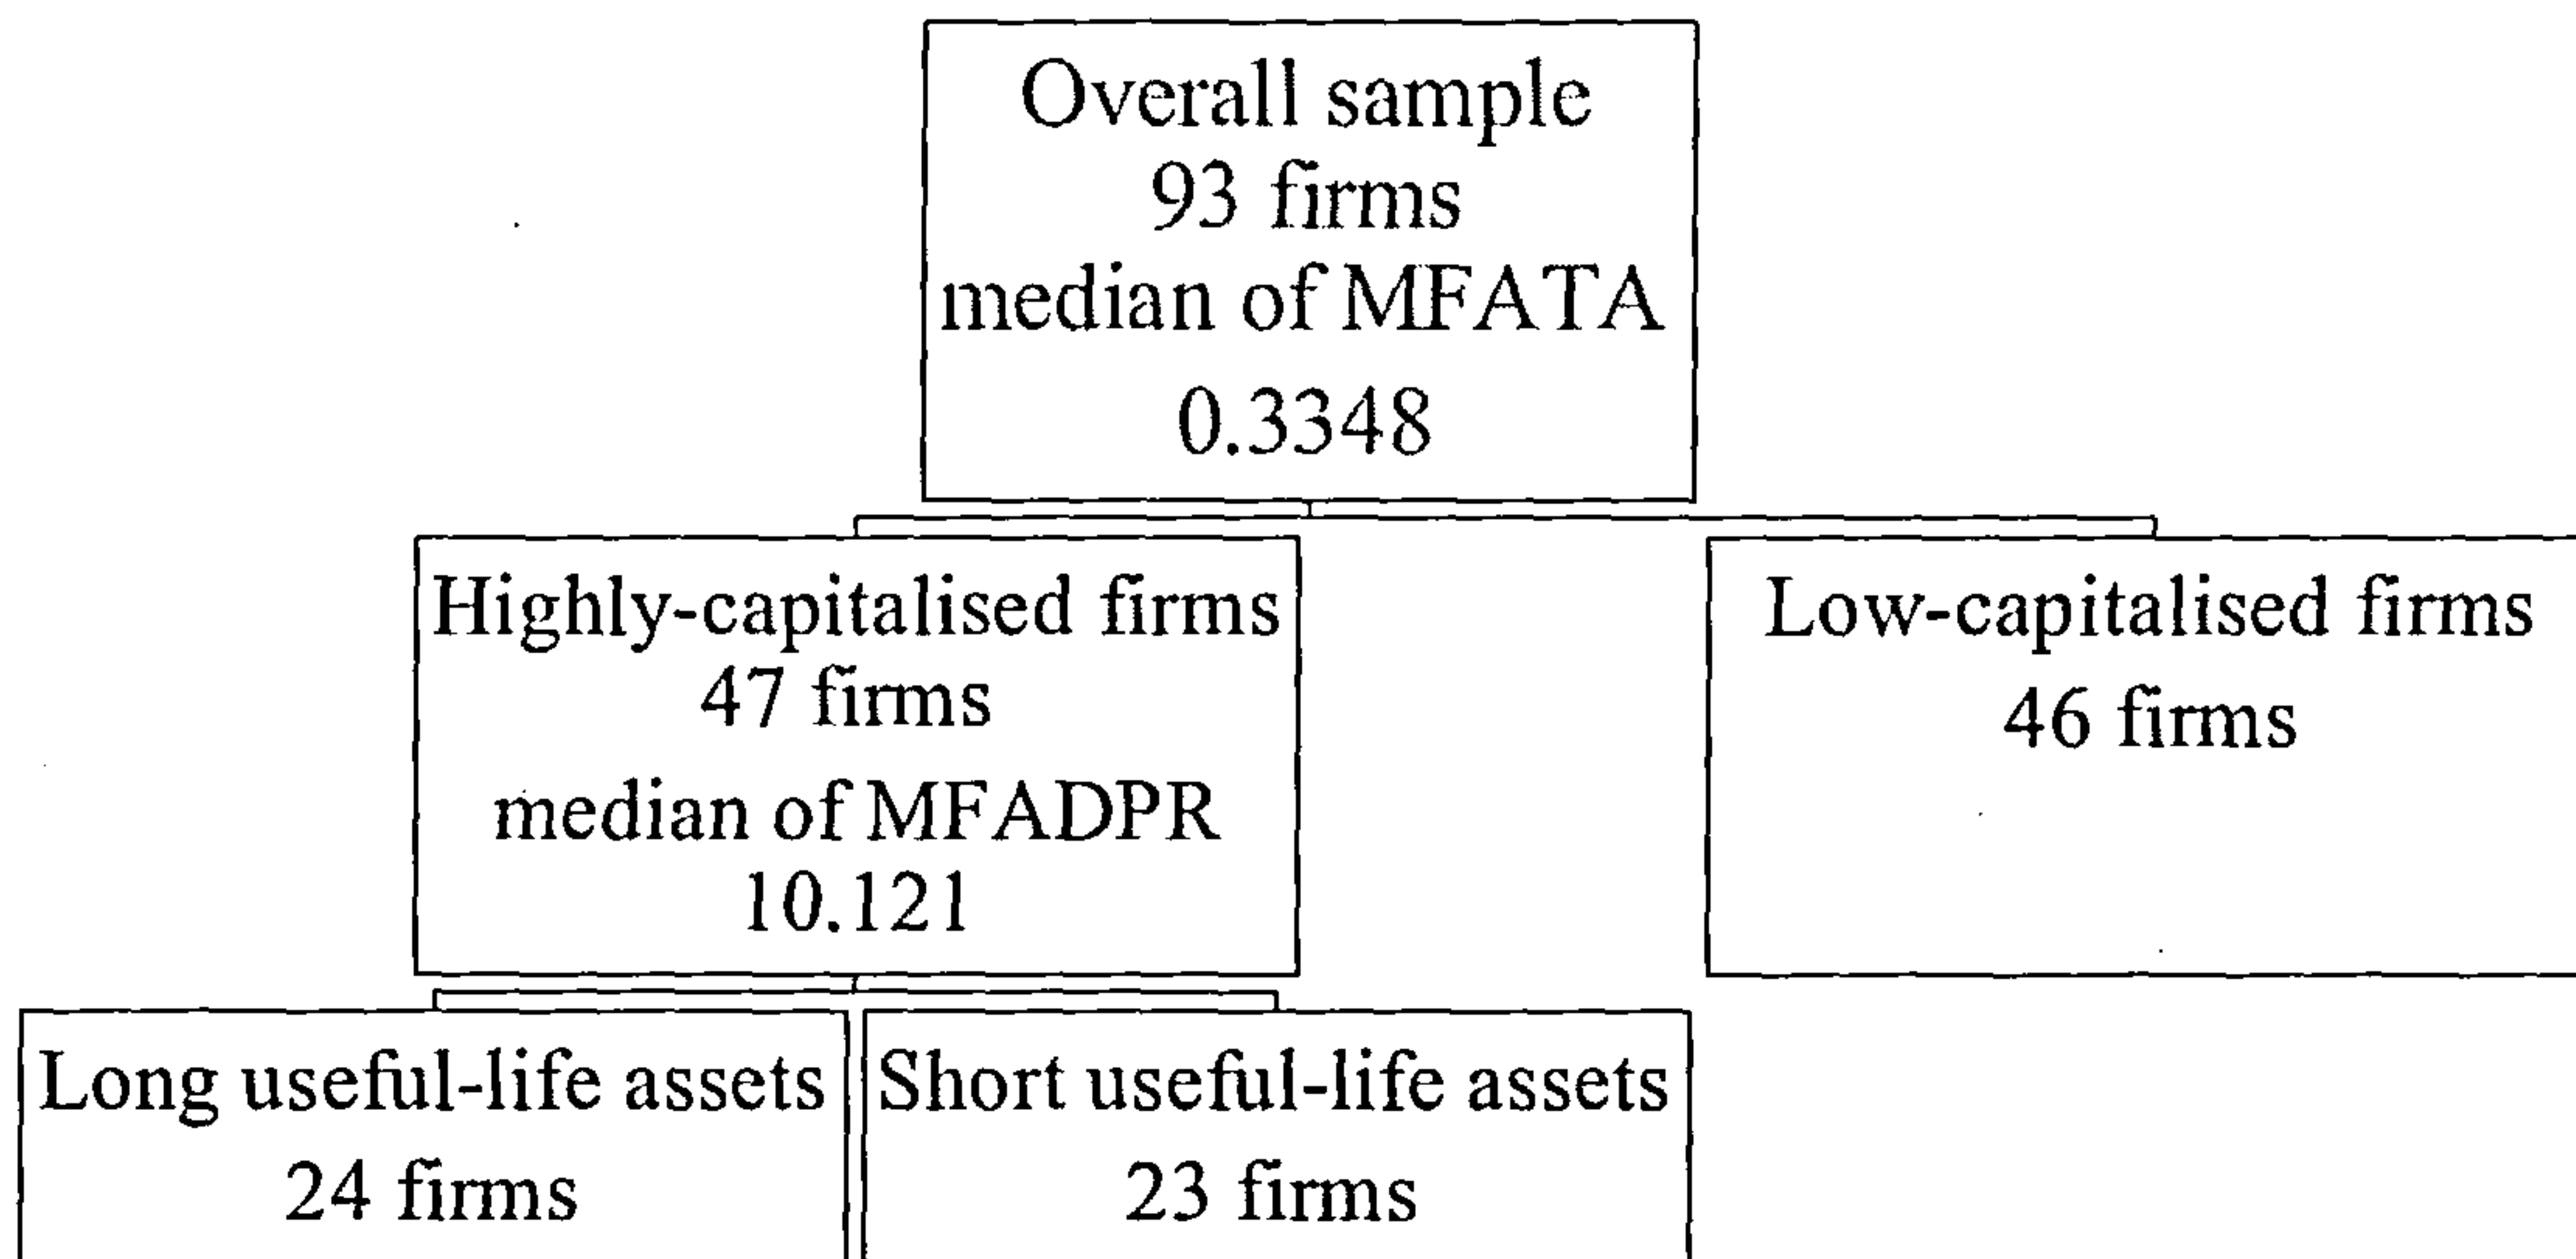 Overall sample
93 firms
median of MFATA
0.3348
Highly-capitalised firms
47 firms
median of MFADPR
10.121
Low-capitalised firms
46 firms
Long useful-life assets
24 firms
Short useful-life assets
23 firms